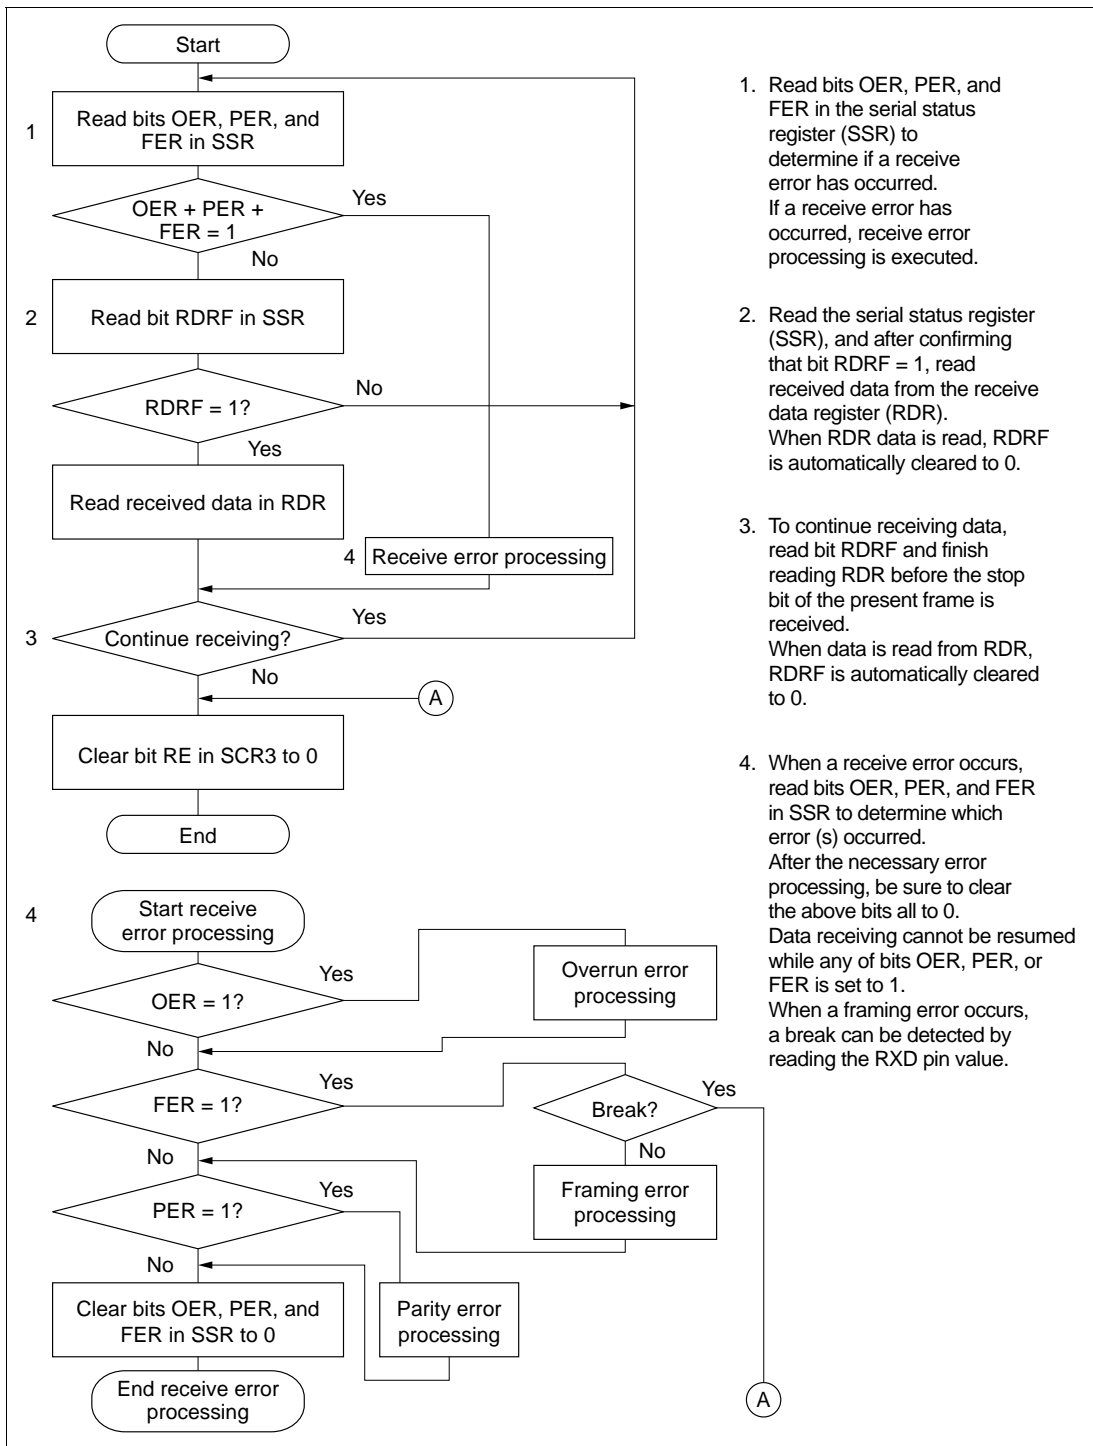 Start
1
Read bits OER, PER, and
FER in SSR
OER + PER +
FER = 1
Yes
No
2
Read bit RDRF in SSR
RDRF = 1?
No
Yes
Read received data in RDR
4
Receive error processing
3
Continue receiving?
Yes
No
A
Clear bit RE in SCR3 to 0
End
4
Start receive
error processing
OER = 1?
Yes
Overrun error
processing
No
FER = 1?
Yes
Break?
Yes
No
No
Framing error
processing
PER = 1?
Yes
No
Clear bits OER, PER, and
FER in SSR to 0
Parity error
processing
End receive error
processing
A
1. Read bits OER, PER, and
FER in the serial status
register (SSR) to
determine if a receive
error has occurred.
If a receive error has
occurred, receive error
processing is executed.
2. Read the serial status register
(SSR), and after confirming
that bit RDRF = 1, read
received data from the receive
data register (RDR).
When RDR data is read, RDRF
is automatically cleared to 0.
3. To continue receiving data,
read bit RDRF and finish
reading RDR before the stop
bit of the present frame is
received.
When data is read from RDR,
RDRF is automatically cleared
to 0.
4. When a receive error occurs,
read bits OER, PER, and FER
in SSR to determine which
error (s) occurred.
After the necessary error
processing, be sure to clear
the above bits all to 0.
Data receiving cannot be resumed
while any of bits OER, PER, or
FER is set to 1.
When a framing error occurs,
a break can be detected by
reading the RXD pin value.